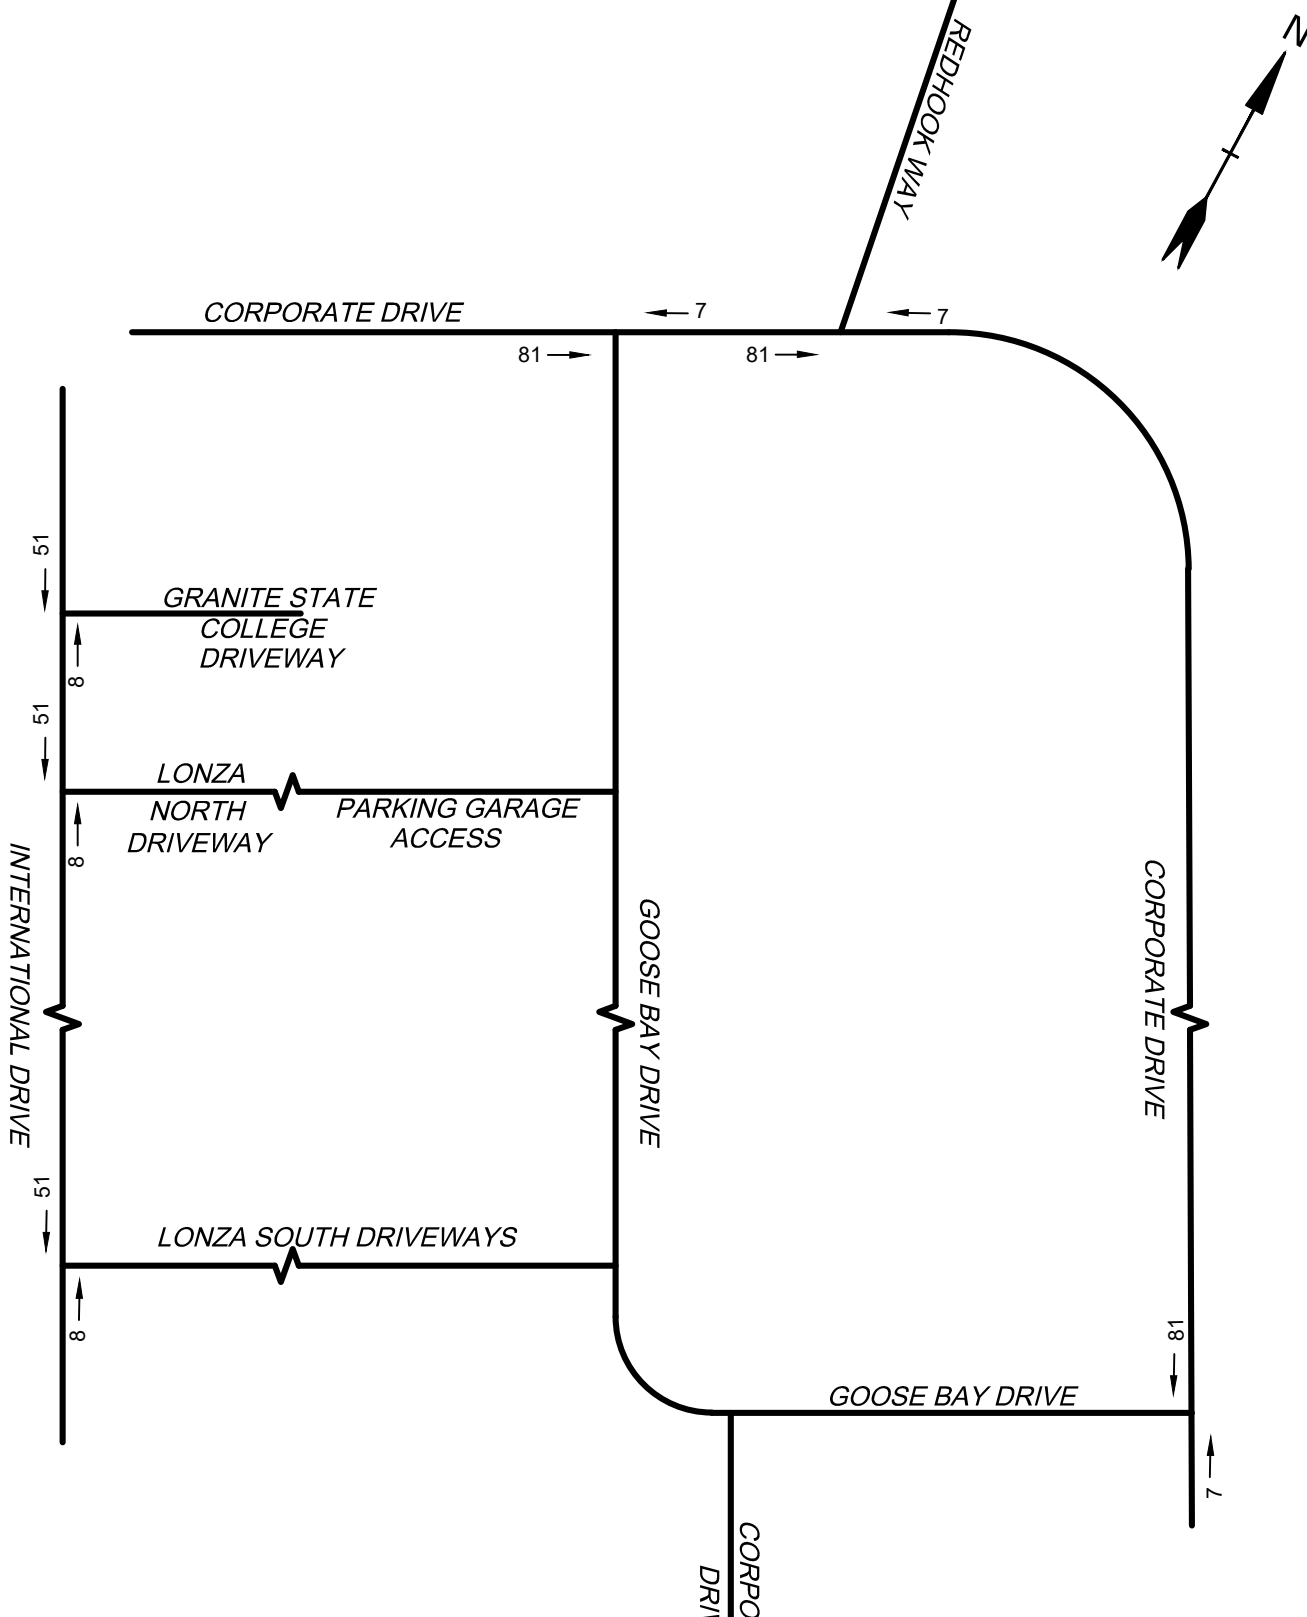 N
REDHOOK WAY
CORPORATE DRIVE
7
7
81
81
51
GRANITE STATE
COLLEGE
DRIVEWAY
8
51
LONZA
NORTH
DRIVEWAY
PARKING GARAGE
ACCESS
8
INTERNATIONAL DRIVE
GOOSE BAY DRIVE
CORPORATE DRIVE
51
LONZA SOUTH DRIVEWAYS
8
81
GOOSE BAY DRIVE
7
CORPO
DRIV